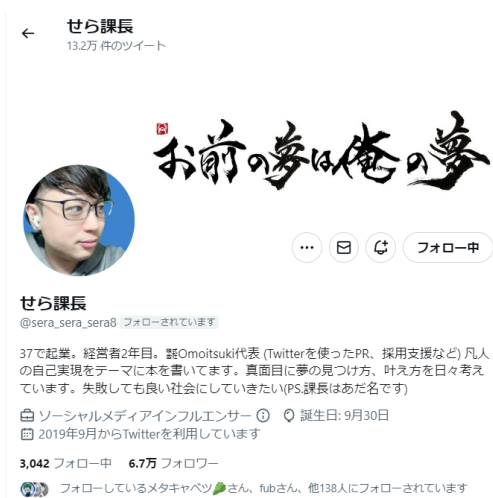 せら課長
13.2万 件のツイート
お前の夢は俺の夢
フォロー中
せら課長
@sera_sera_sera8 フォローされています
37で起業。経営者2年目。㍿Omoitsuki代表 (Twitterを使ったPR、採用支援など) 凡人
の自己実現をテーマに本を書いてます。真面目に夢の見つけ方、叶え方を日々考え
ています。失敗しても良い社会にしていきたい(PS.課長はあだ名です)
ソーシャルメディアインフルエンサー 誕生日: 9月30日
2019年9月からTwitterを利用しています
3,042 フォロー中 6.7万 フォロワー
フォローしているメタキャベツ🥬さん、fubさん、他138人にフォローされています